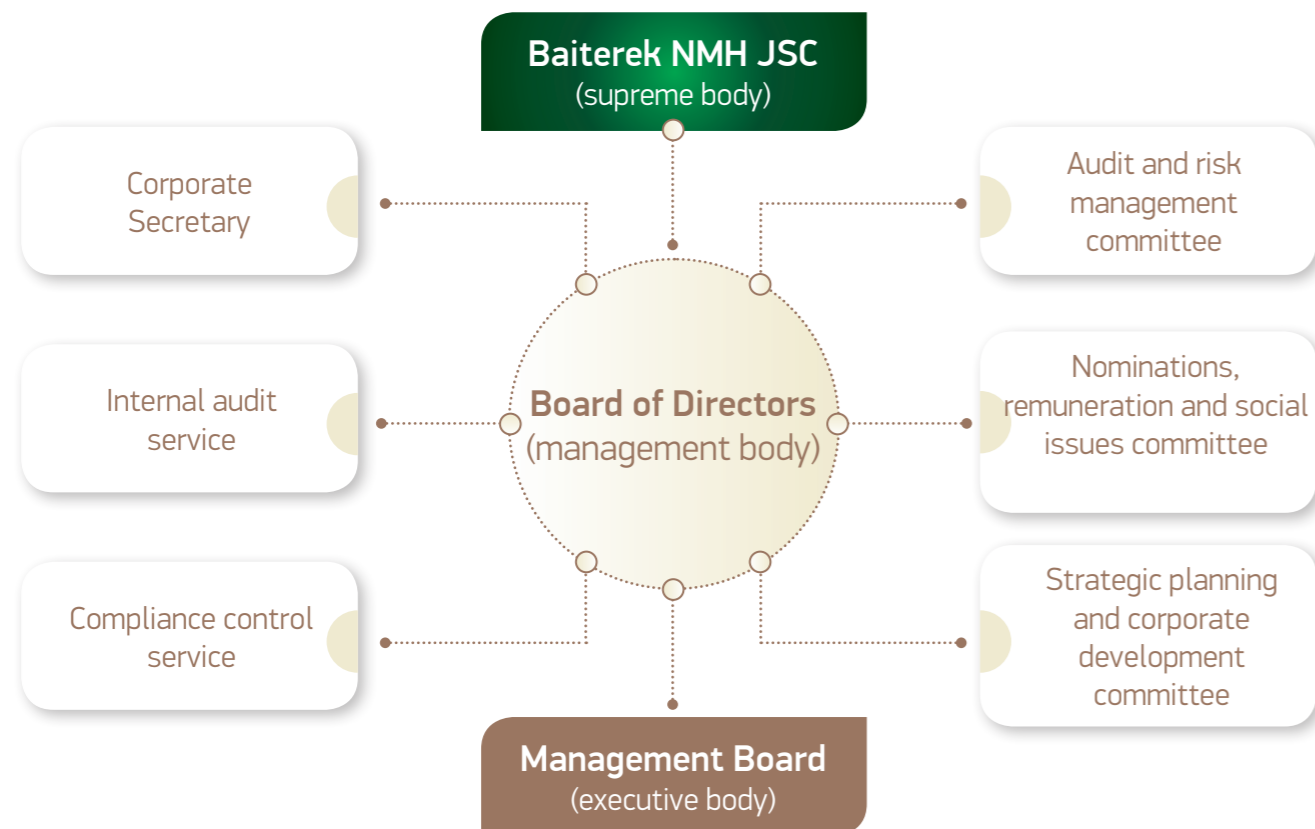 Baiterek NMH JSC
(supreme body)
Corporate
Secretary
Audit and risk
management
committee
Internal audit
service
Board of Directors
(management body)
Nominations,
remuneration and social
issues committee
Compliance control
service
Strategic planning
and corporate
development
committee
Management Board
(executive body)